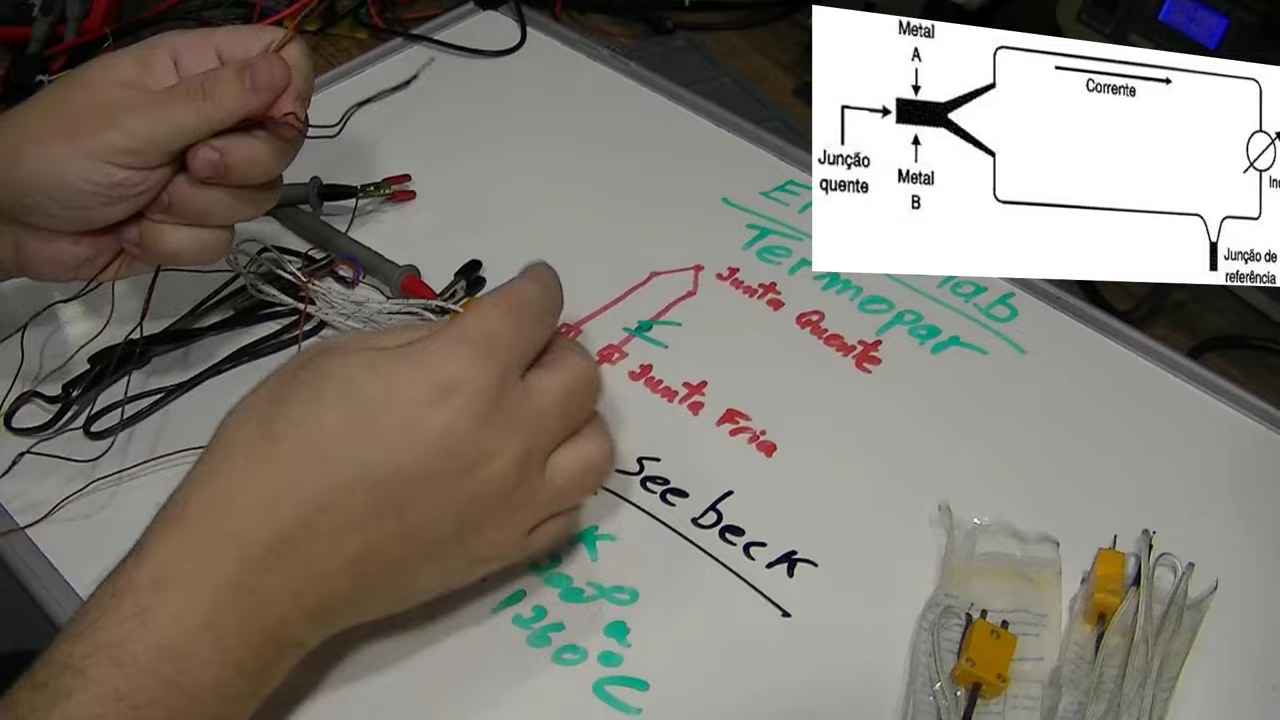 Metal
A
Corrente
Junção
quente
Metal
B
Junção de
referência
Termopar
Junta Quente
Junta Fria
Seebeck
K
a
1260°C